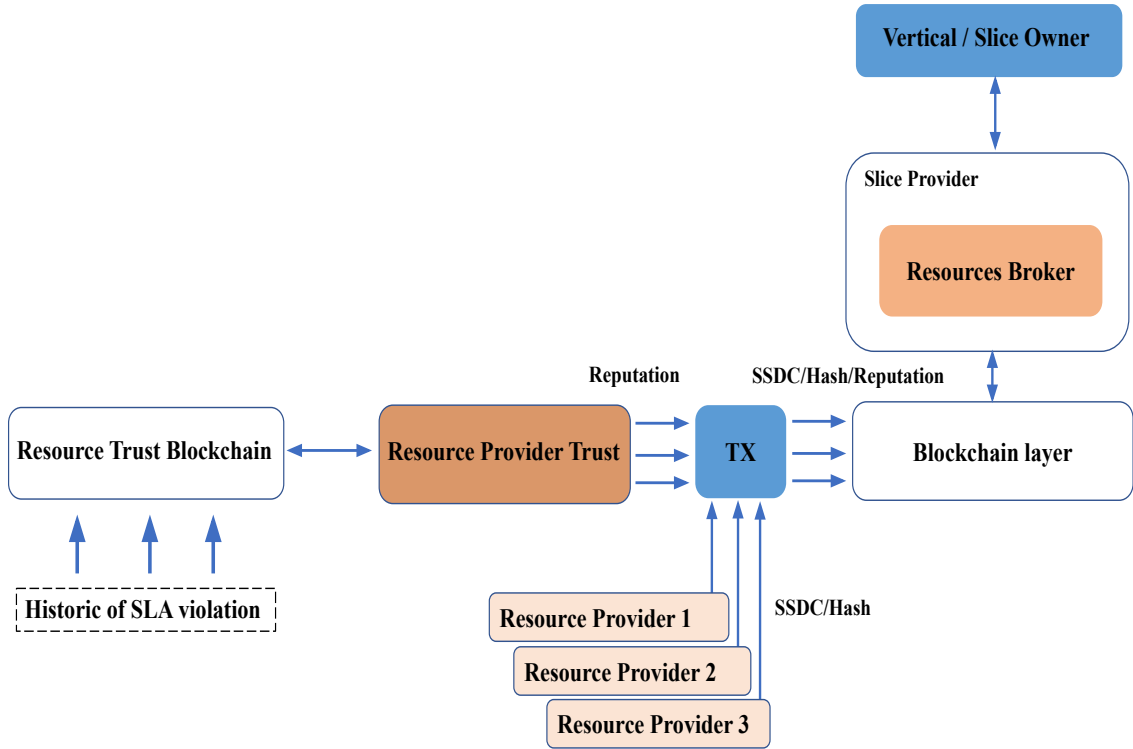 Vertical / Slice Owner
Slice Provider
Resources Broker
Reputation
SSDC/Hash/Reputation
Resource Trust Blockchain
Resource Provider Trust
TX
Blockchain layer
Historic of SLA violation
Resource Provider 1
SSDC/Hash
Resource Provider 2
Resource Provider 3